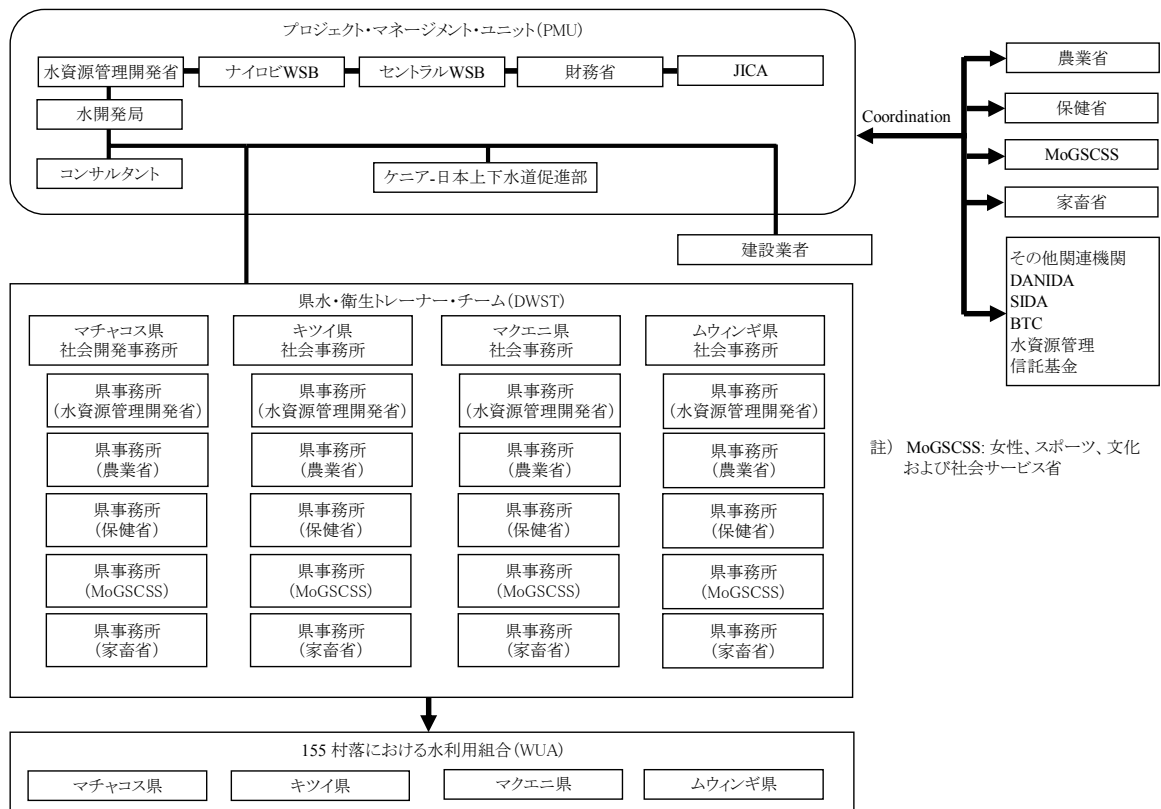 プロジェクト・マネージメント・ユニット(PMU)
水資源管理開発省
ナイロビWSB
セントラルWSB
財務省
JICA
水開発局
コンサルタント
ケニア-日本上下水道促進部
建設業者
Coordination
農業省
保健省
MoGSCSS
家畜省
その他関連機関
DANIDA
SIDA
BTC
水資源管理
信託基金
県水・衛生トレーナー・チーム(DWST)
マチャコス県
社会開発事務所
キツイ県
社会事務所
マクエニ県
社会事務所
ムウィンギ県
社会事務所
県事務所
(水資源管理開発省)
県事務所
(水資源管理開発省)
県事務所
(水資源管理開発省)
県事務所
(水資源管理開発省)
県事務所
(農業省)
県事務所
(農業省)
県事務所
(農業省)
県事務所
(農業省)
県事務所
(保健省)
県事務所
(保健省)
県事務所
(保健省)
県事務所
(保健省)
県事務所
(MoGSCSS)
県事務所
(MoGSCSS)
県事務所
(MoGSCSS)
県事務所
(MoGSCSS)
県事務所
(家畜省)
県事務所
(家畜省)
県事務所
(家畜省)
県事務所
(家畜省)
註) MoGSCSS: 女性、スポーツ、文化
および社会サービス省
155 村落における水利用組合(WUA)
マチャコス県
キツイ県
マクエニ県
ムウィンギ県